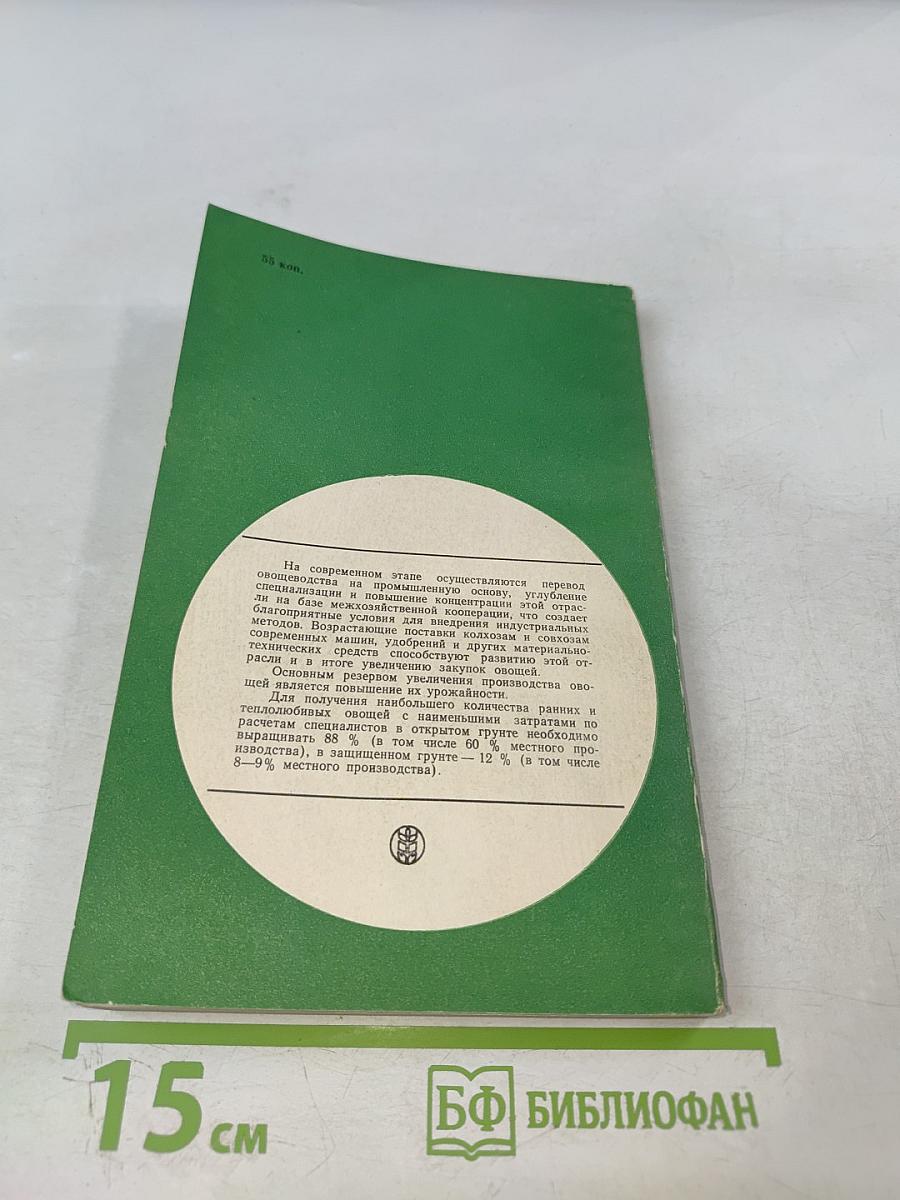 55 коп.
На современном этапе осуществляются перевод
овощеводства на промышленную основу, углубление
специализации и повышение концентрации этой отрас-
ли на базе межхозяйственной кооперации, что создает
благоприятные условия для внедрения индустриальных
методов. Возрастающие поставки колхозам и совхозам
современных машин, удобрений и других материально-
технических средств способствуют развитию этой от-
расли и в итоге увеличению закупок овощей.
Основным резервом увеличения производства ово-
щей является повышение их урожайности.
Для получения наибольшего количества ранних и
теплолюбивых овощей с наименьшими затратами по
расчетам специалистов в открытом грунте необходимо
выращивать 88 % (в том числе 60 % местного про-
изводства), в защищенном грунте — 12 % (в том числе
8—9% местного производства).
15 см
БФ БИБЛИОФАН